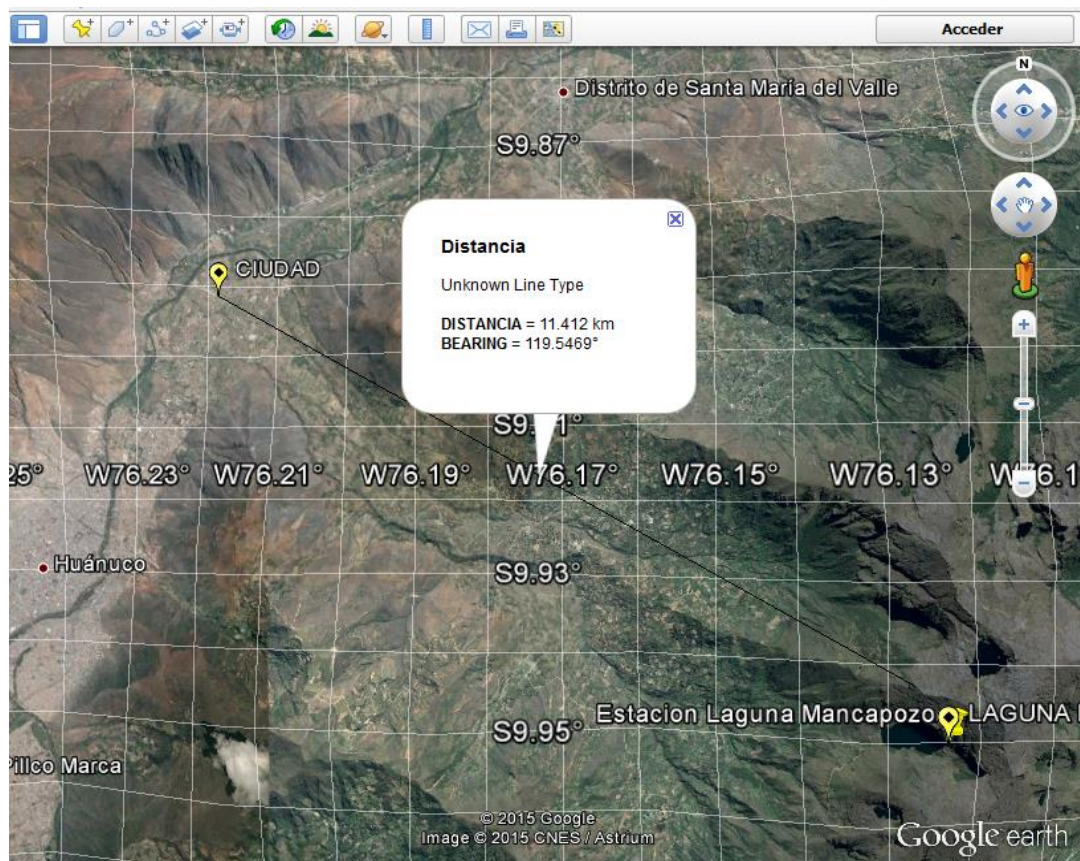 Acceder
N
Distrito de Santa María del Valle
S9.87°
CIUDAD
Distancia
Unknown Line Type
DISTANCIA = 11.412 km
BEARING = 119.5469°
W76.23° W76.21° W76.19° W76.17° W76.15° W76.13°
Huánuco
S9.93°
Estacion Laguna Mancapozo
LAGUNA
S9.95°
Pillco Marca
© 2015 Google
Image © 2015 CNES / Astrium
Google earth